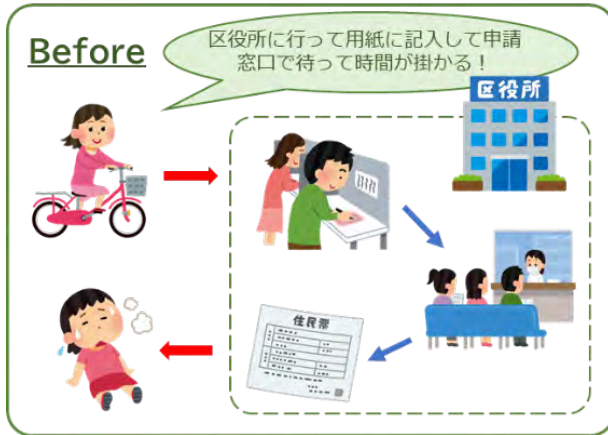 Before
区役所に行って用紙に記入して申請
窓口で待って時間が掛かる！
区役所
住民票